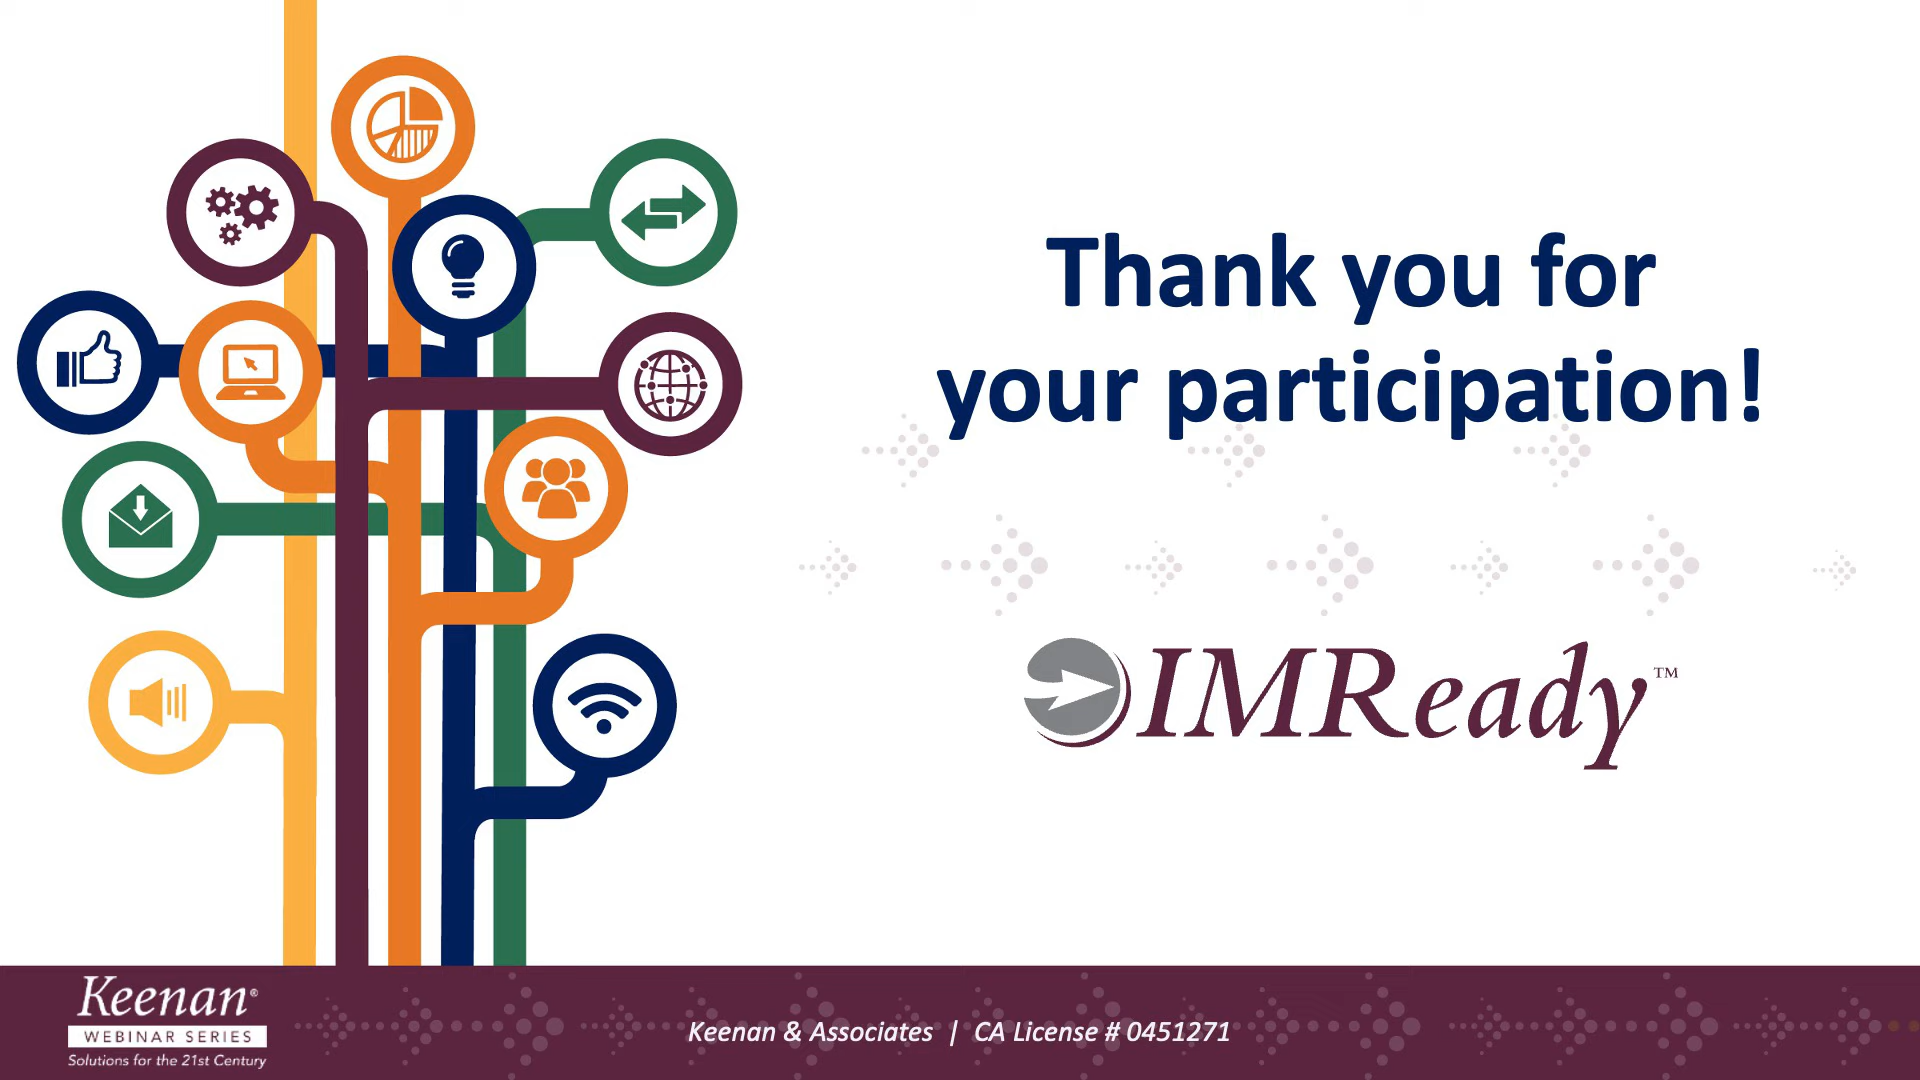 Thank you for
your participation!
IMReady™
Keenan®
WEBINAR SERIES
Solutions for the 21st Century
Keenan & Associates | CA License # 0451271